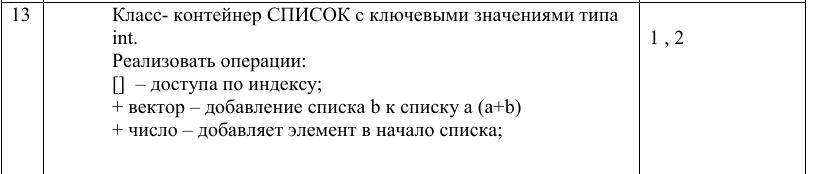 13
Класс- контейнер СПИСОК с ключевыми значениями типа
int.
Реализовать операции:
[] – доступа по индексу;
+ вектор – добавление списка b к списку a (a+b)
+ число – добавляет элемент в начало списка;
1 , 2